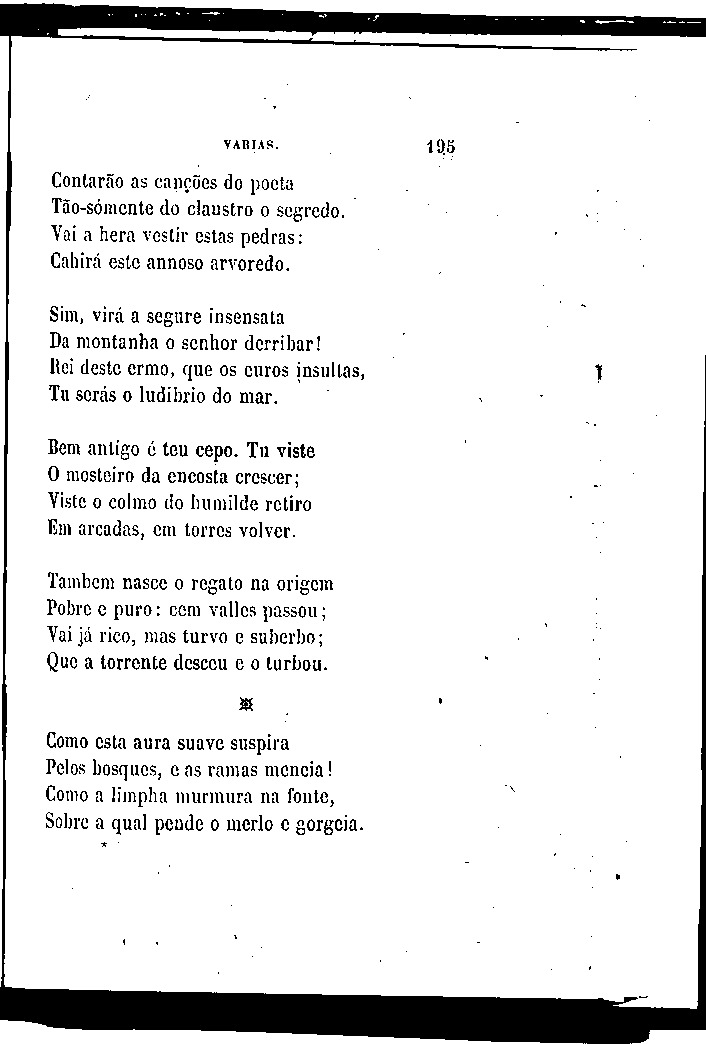 VARIAS. 195
Contarão as canções do poeta
Tão-sómente do claustro o segredo.
Vai a hera vestir estas pedras:
Cahirá este annoso arvoredo.
Sim, virá a segure insensata
Da montanha o senhor derribar!
Rei deste ermo, que os euros insultas,
Tu serás o ludibrio do mar.
Bem antigo é teu cepo. Tu viste
O mosteiro da encosta crescer;
Viste o colmo do humilde retiro
Em arcadas, em torres volver.
Tambem nasce o regato na origem
Pobre e puro: cem valles passou;
Vai já rico, mas turvo e suberbo;
Que a torrente desceu e o turbou.
Como esta aura suave suspira
Pelos bosques, e as ramas meneia!
Como a limpha murmura na fonte,
Sobre a qual pende o merlo e gorgeia.
*